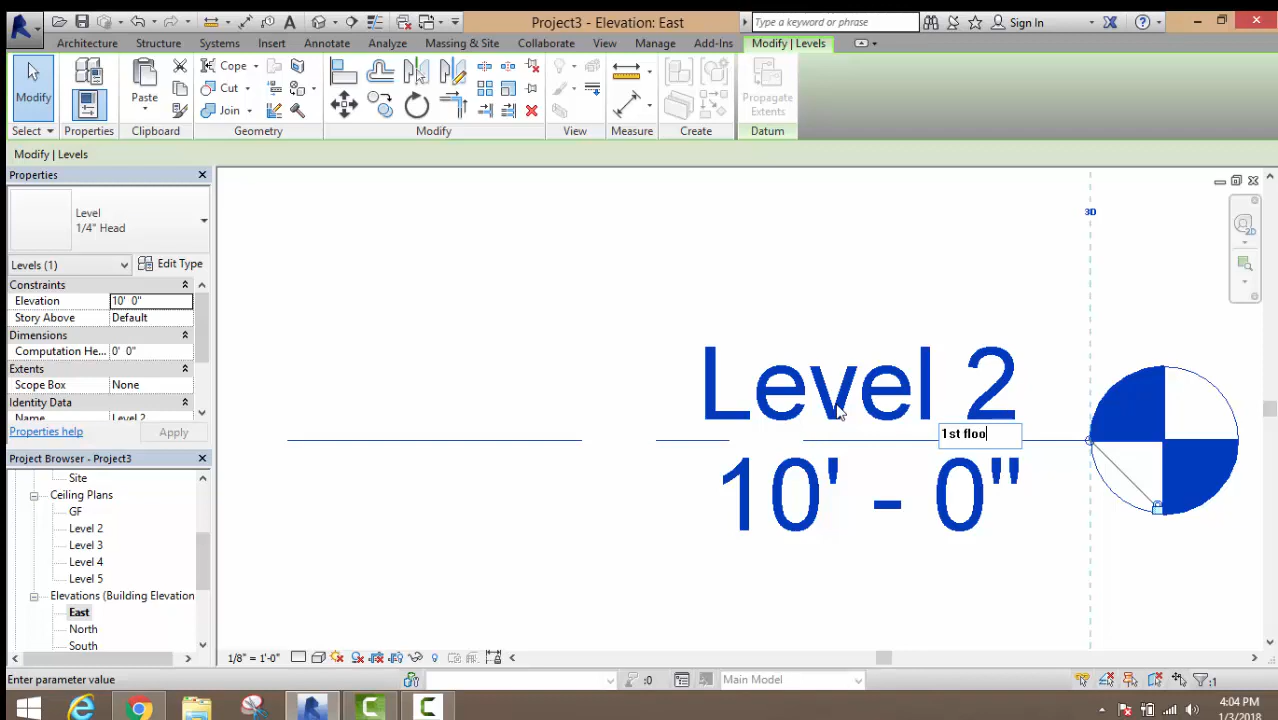 Project3 - Elevation: East
Type a keyword or phrase
Sign In
Architecture Structure Systems Insert Annotate Analyze Massing & Site Collaborate View Manage Add-Ins Modify | Levels
Modify Paste Cope Cut Join Propagate Extents
Select Properties Clipboard Geometry Modify View Measure Create Datum
Modify | Levels
Properties
Level
1/4" Head
Levels (1) Edit Type
Constraints
Elevation 10' 0"
Story Above Default
Dimensions
Computation He... 0' 0"
Extents
Scope Box None
Identity Data
Name Level 2
Properties help Apply
Project Browser - Project3
Site
Ceiling Plans
GF
Level 2
Level 3
Level 4
Level 5
Elevations (Building Elevation
East
North
South
3D
2D
Level 2
1st floo
10' - 0"
1/8" = 1'-0"
Enter parameter value
:0
Main Model
:1
4:04 PM
1/3/2018